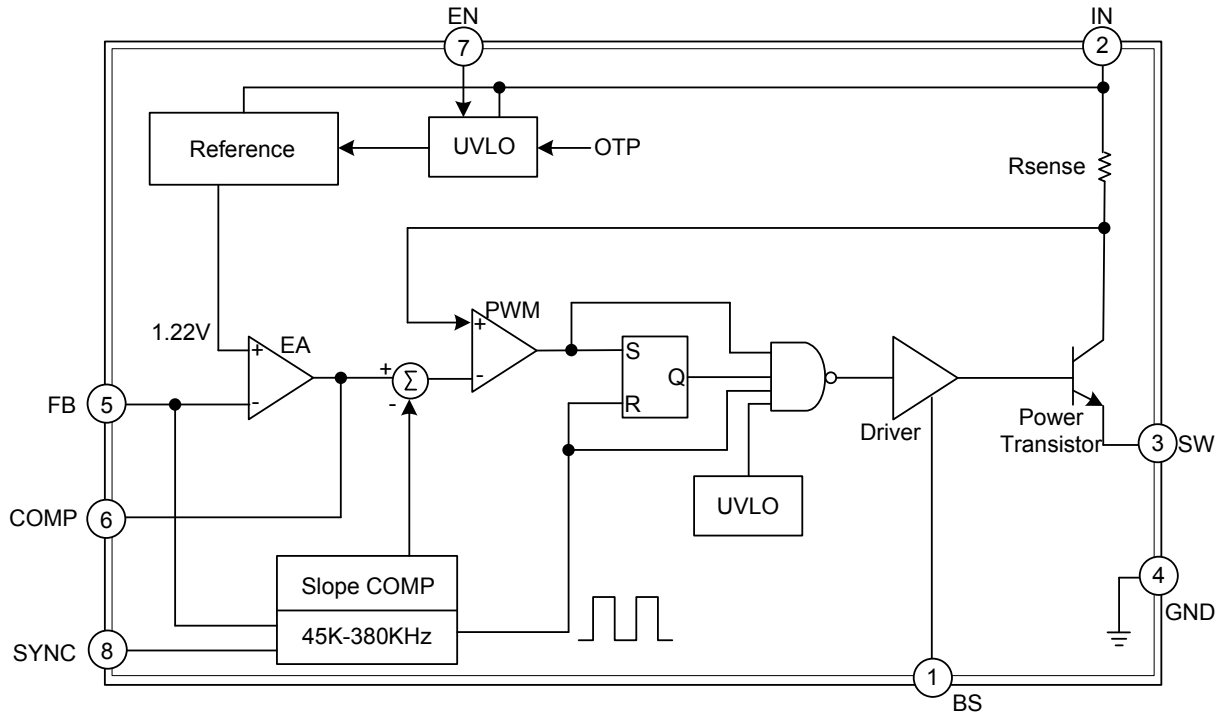 EN
IN
7
2
Reference
UVLO
OTP
Rsense
PWM
+
-
1.22V
EA
+
-
+
Σ
-
S
Q
R
FB
5
Driver
Power
Transistor
3
SW
UVLO
COMP
6
Slope COMP
45K-380KHz
4
GND
SYNC
8
1
BS